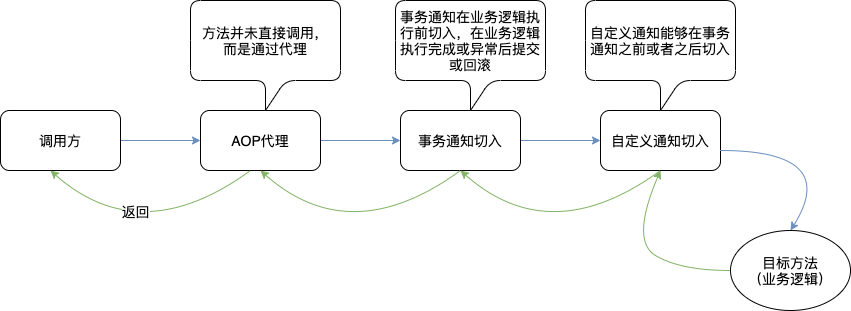 方法并未直接调用，
而是通过代理
事务通知在业务逻辑执
行前切入，在业务逻辑
执行完成或异常后提交
或回滚
自定义通知能够在事务
通知之前或者之后切入
调用方
AOP代理
事务通知切入
自定义通知切入
返回
目标方法
(业务逻辑)